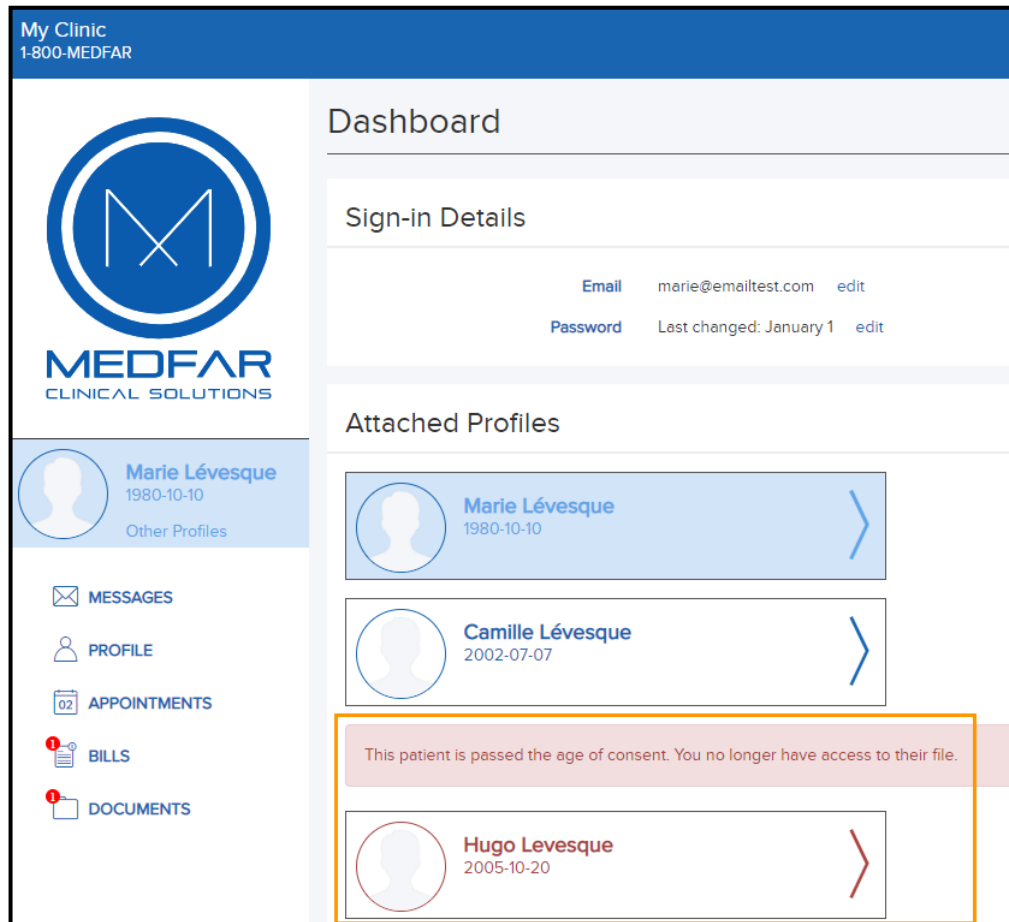 My Clinic
1-800-MEDFAR
MEDFAR
CLINICAL SOLUTIONS
Marie Lévesque
1980-10-10
Other Profiles
MESSAGES
PROFILE
02 APPOINTMENTS
1 BILLS
1 DOCUMENTS
Dashboard
Sign-in Details
Email marie@emailtest.com edit
Password Last changed: January 1 edit
Attached Profiles
Marie Lévesque
1980-10-10
Camille Lévesque
2002-07-07
This patient is passed the age of consent. You no longer have access to their file.
Hugo Levesque
2005-10-20